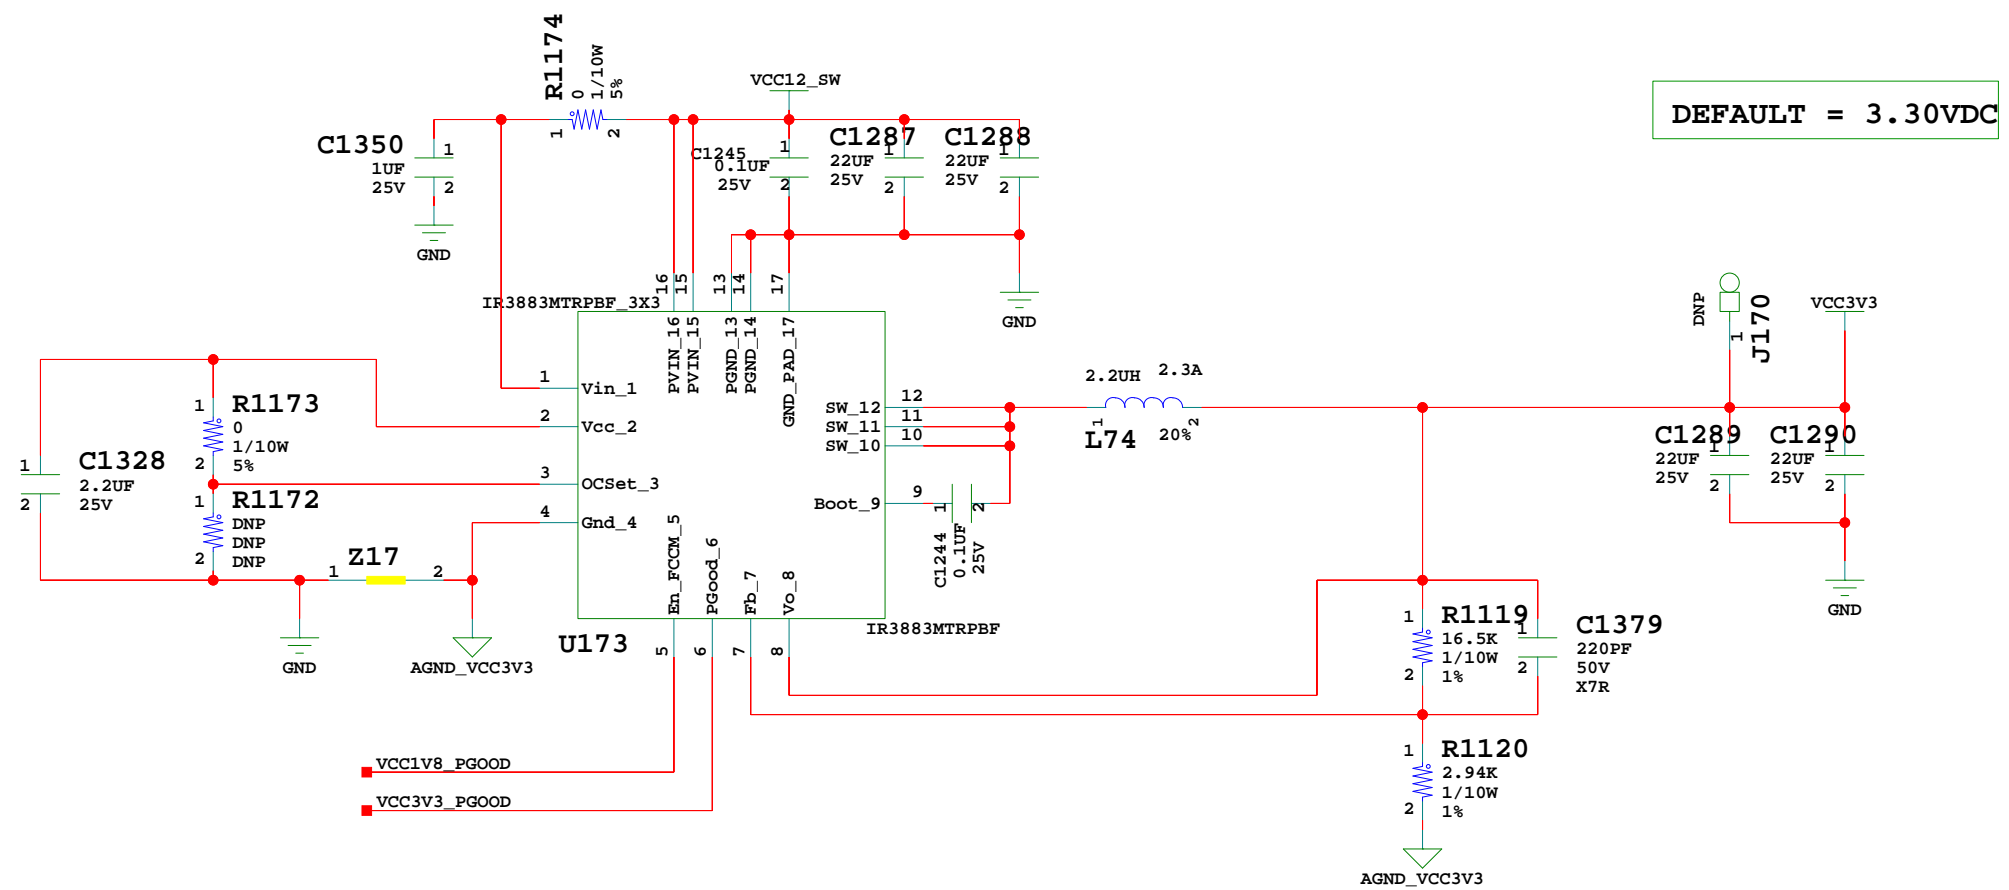 R1174
0
1/10W
5%
1
2
VCC12_SW
DEFAULT = 3.30VDC
C1350
1UF
25V
1
2
GND
C1245
0.1UF
25V
1
2
C1287
22UF
25V
1
2
C1288
22UF
25V
1
2
GND
IR3883MTRPBF_3X3
16
15
13
14
17
PVIN_16
PVIN_15
PGND_13
PGND_14
GND_PAD_17
1
Vin_1
2
Vcc_2
3
OCSet_3
4
Gnd_4
12
SW_12
11
SW_11
10
SW_10
9
Boot_9
En_FCCM_5
PGood_6
Fb_7
Vo_8
5
6
7
8
U173
IR3883MTRPBF
1
R1173
0
1/10W
5%
2
1
R1172
DNP
DNP
DNP
2
1
C1328
2.2UF
25V
2
Z17
1
2
GND
AGND_VCC3V3
VCC1V8_PGOOD
VCC3V3_PGOOD
2.2UH
2.3A
1
L74
20%
2
1
2
C1244
0.1UF
25V
DNP
1
J170
VCC3V3
C1289
22UF
25V
1
2
C1290
22UF
25V
1
2
GND
1
R1119
16.5K
1/10W
1%
2
1
C1379
220PF
50V
X7R
2
1
R1120
2.94K
1/10W
1%
2
AGND_VCC3V3